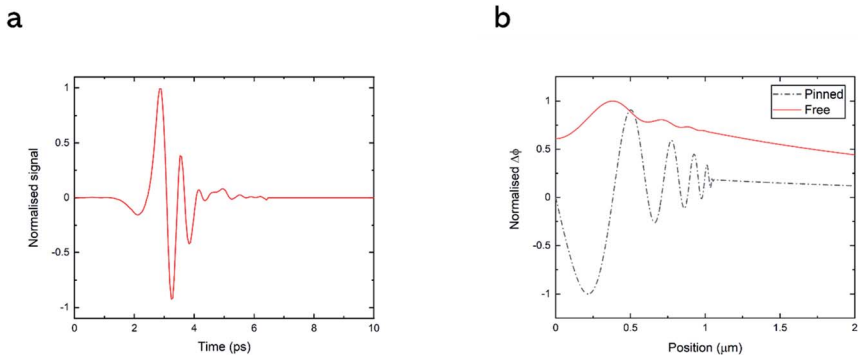 a
b
1
0.5
0
-0.5
-1
Normalised signal
0
2
4
6
8
10
Time (ps)
1
0.5
0
-0.5
-1
Normalised Δϕ
Pinned
Free
0
0.5
1
1.5
2
Position (μm)